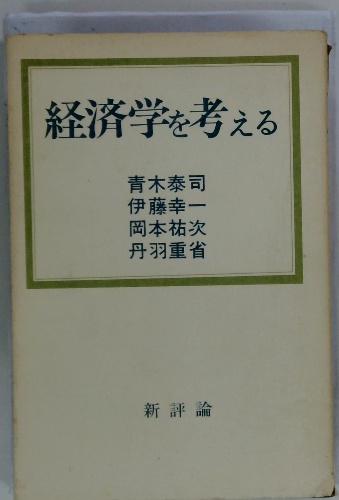 経済学を考える
青木泰司
伊藤幸一
岡本祐次
丹羽重省
新評論